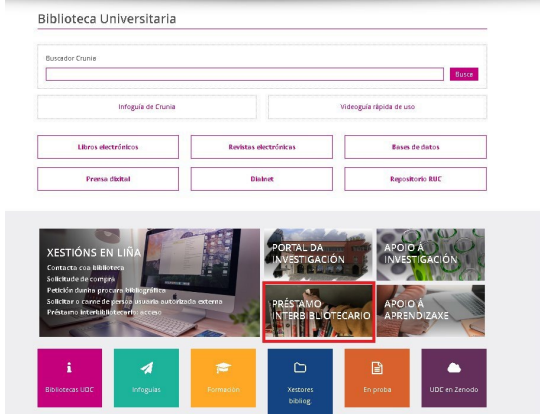 Biblioteca Universitaria
Buscador Crunia
Busca
Infoguía de Crunia
Videoguía rápida de uso
Libros electrónicos
Revistas electrónicas
Bases de datos
Prensa dixital
Dialnet
Repositorio RUC
XESTIÓNS EN LIÑA
Contacta coa biblioteca
Solicitude de compra
Petición dunha procura bibliográfica
Solicitar o carne de persoa usuaria autorizada externa
Préstamo interbibliotecario: acceso
PORTAL DA
INVESTIGACIÓN
APOIO Á
INVESTIGACIÓN
PRÉSTAMO
INTERBIBLIOTECARIO
APOIO Á
APRENDIZAXE
Bibliotecas UDC
Infoguías
Formación
Xestores
bibliog.
En proba
UDC en Zenodo